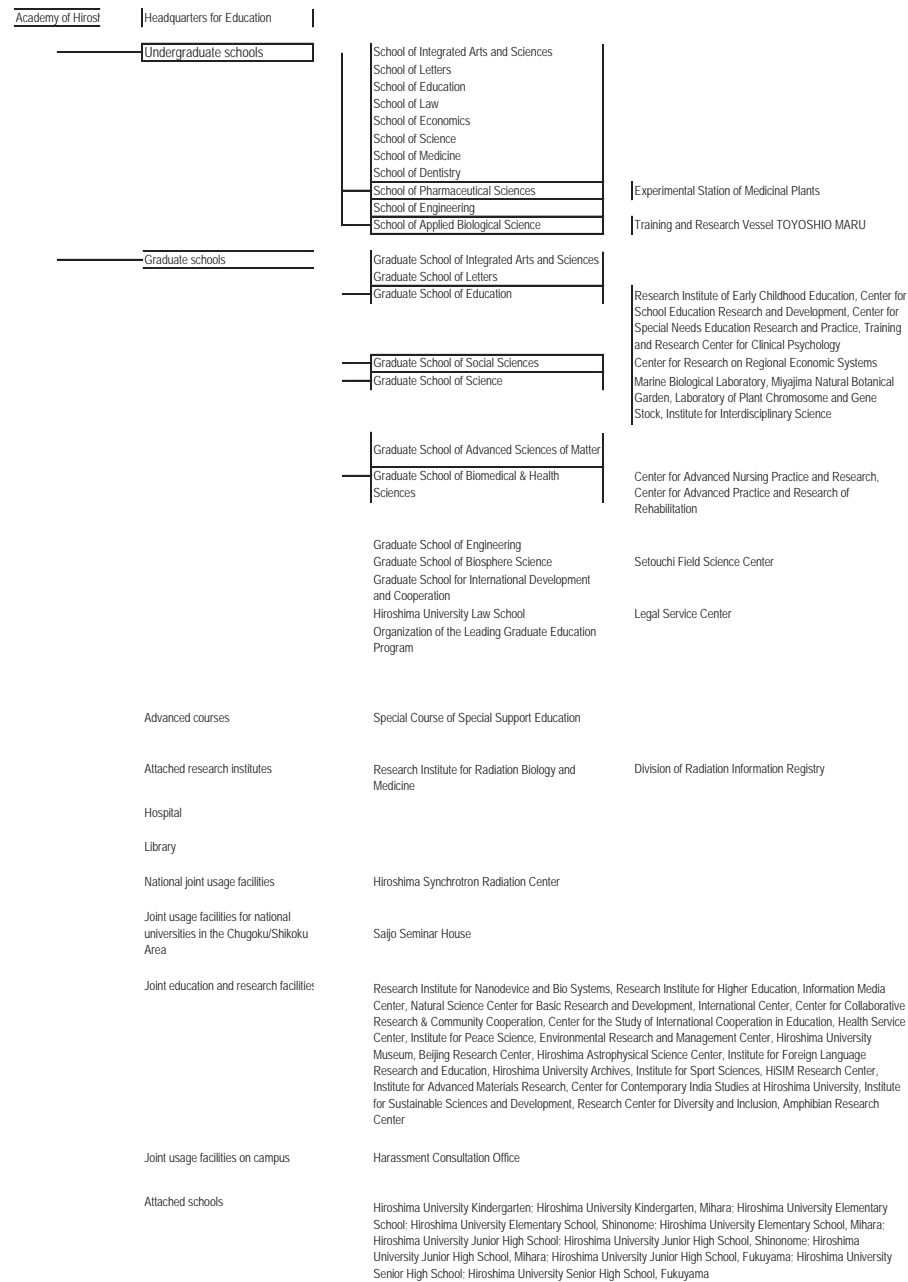 Academy of Hirosh
Headquarters for Education
Undergraduate schools
School of Integrated Arts and Sciences
School of Letters
School of Education
School of Law
School of Economics
School of Science
School of Medicine
School of Dentistry
School of Pharmaceutical Sciences
Experimental Station of Medicinal Plants
School of Engineering
School of Applied Biological Science
Training and Research Vessel TOYOSHIO MARU
Graduate schools
Graduate School of Integrated Arts and Sciences
Graduate School of Letters
Graduate School of Education
Research Institute of Early Childhood Education, Center for
School Education Research and Development, Center for
Special Needs Education Research and Practice, Training
and Research Center for Clinical Psychology
Graduate School of Social Sciences
Center for Research on Regional Economic Systems
Graduate School of Science
Marine Biological Laboratory, Miyajima Natural Botanical
Garden, Laboratory of Plant Chromosome and Gene
Stock, Institute for Interdisciplinary Science
Graduate School of Advanced Sciences of Matter
Graduate School of Biomedical & Health
Sciences
Center for Advanced Nursing Practice and Research,
Center for Advanced Practice and Research of
Rehabilitation
Graduate School of Engineering
Graduate School of Biosphere Science
Setouchi Field Science Center
Graduate School for International Development
and Cooperation
Hiroshima University Law School
Legal Service Center
Organization of the Leading Graduate Education
Program
Advanced courses
Special Course of Special Support Education
Attached research institutes
Research Institute for Radiation Biology and
Medicine
Division of Radiation Information Registry
Hospital
Library
National joint usage facilities
Hiroshima Synchrotron Radiation Center
Joint usage facilities for national
universities in the Chugoku/Shikoku
Area
Saijo Seminar House
Joint education and research facilities
Research Institute for Nanodevice and Bio Systems, Research Institute for Higher Education, Information Media
Center, Natural Science Center for Basic Research and Development, International Center, Center for Collaborative
Research & Community Cooperation, Center for the Study of International Cooperation in Education, Health Service
Center, Institute for Peace Science, Environmental Research and Management Center, Hiroshima University
Museum, Beijing Research Center, Hiroshima Astrophysical Science Center, Institute for Foreign Language
Research and Education, Hiroshima University Archives, Institute for Sport Sciences, HiSIM Research Center,
Institute for Advanced Materials Research, Center for Contemporary India Studies at Hiroshima University, Institute
for Sustainable Sciences and Development, Research Center for Diversity and Inclusion, Amphibian Research
Center
Joint usage facilities on campus
Harassment Consultation Office
Attached schools
Hiroshima University Kindergarten; Hiroshima University Kindergarten, Mihara; Hiroshima University Elementary
School; Hiroshima University Elementary School, Shinonome; Hiroshima University Elementary School, Mihara;
Hiroshima University Junior High School; Hiroshima University Junior High School, Shinonome; Hiroshima
University Junior High School, Mihara; Hiroshima University Junior High School, Fukuyama; Hiroshima University
Senior High School; Hiroshima University Senior High School, Fukuyama